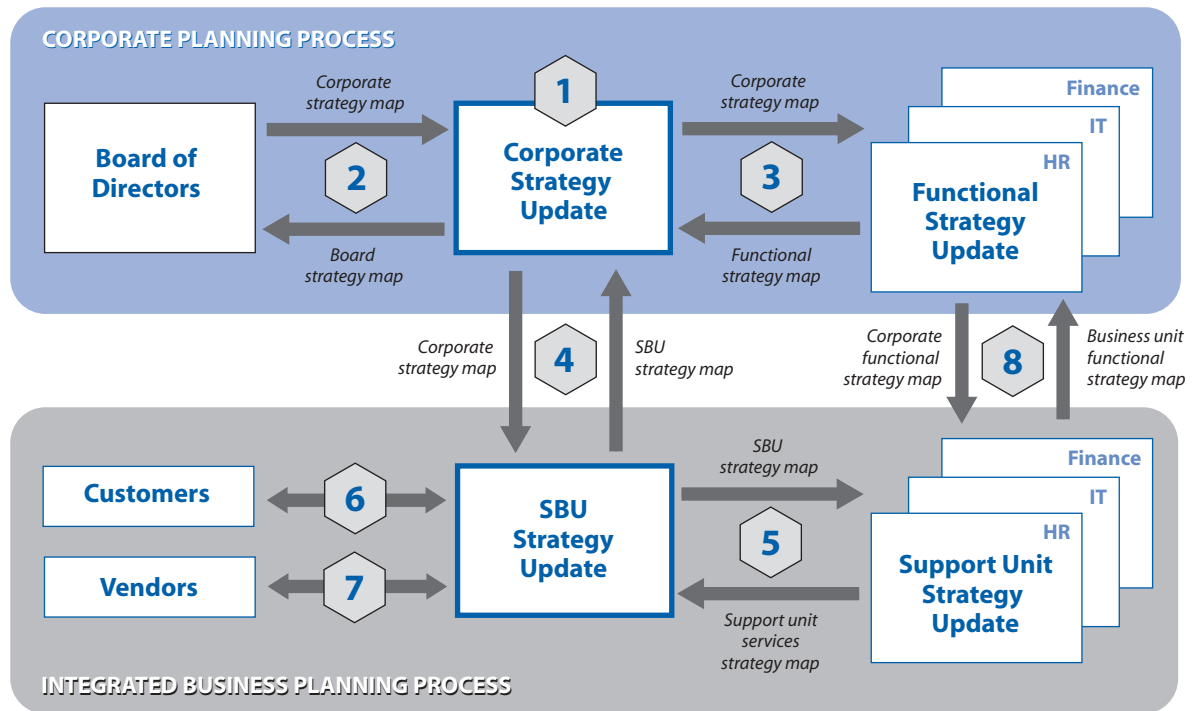 CORPORATE PLANNING PROCESS
Corporate
strategy map
1
Corporate
strategy map
Finance
IT
HR
Board of
Directors
2
Corporate
Strategy
Update
3
Functional
Strategy
Update
Board
strategy map
Functional
strategy map
Corporate
strategy map
4
SBU
strategy map
Corporate
functional
strategy map
8
Business unit
functional
strategy map
SBU
strategy map
Finance
IT
HR
Customers
6
SBU
Strategy
Update
5
Support Unit
Strategy
Update
Vendors
7
Support unit
services
strategy map
INTEGRATED BUSINESS PLANNING PROCESS